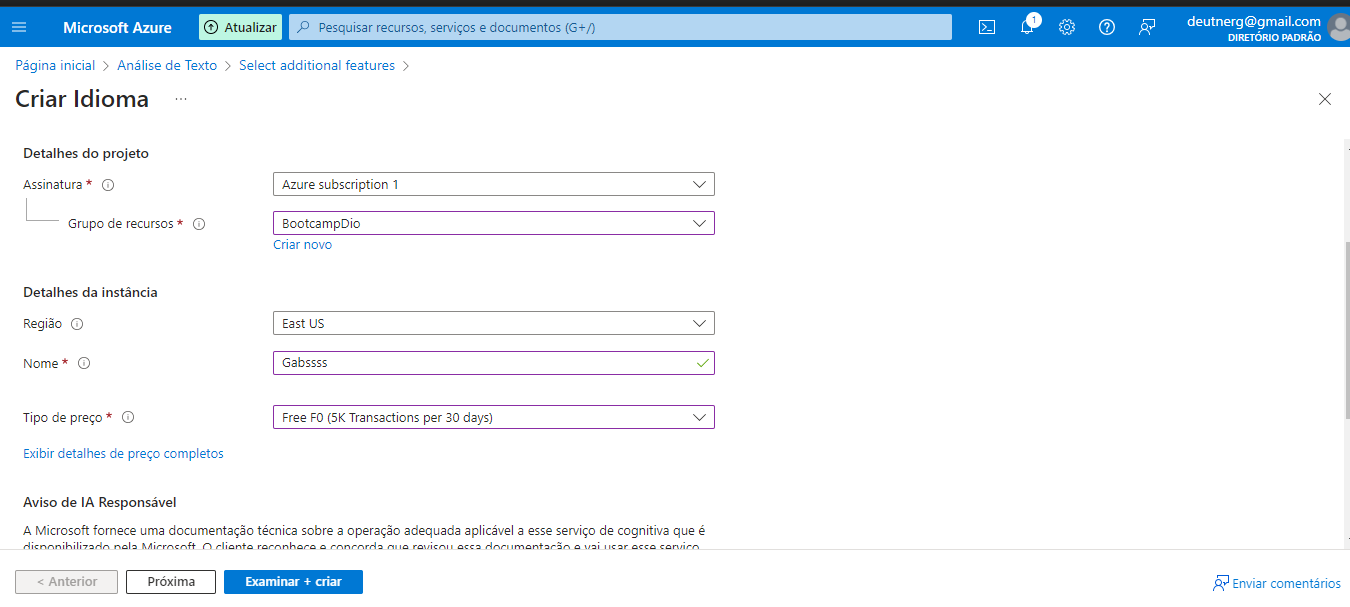 Microsoft Azure
Atualizar
Pesquisar recursos, serviços e documentos (G+/)
1
deutnerg@gmail.com
DIRETÓRIO PADRÃO
Página inicial > Análise de Texto > Select additional features >
Criar Idioma ...
Detalhes do projeto
Assinatura *
Azure subscription 1
Grupo de recursos *
BootcampDio
Criar novo
Detalhes da instância
Região
East US
Nome *
Gabssss
Tipo de preço *
Free F0 (5K Transactions per 30 days)
Exibir detalhes de preço completos
Aviso de IA Responsável
A Microsoft fornece uma documentação técnica sobre a operação adequada aplicável a esse serviço de cognitiva que é
disponibilizado pela Microsoft. O cliente reconhece e concorda que revisou essa documentação e vai usar esse serviço
< Anterior
Próxima
Examinar + criar
Enviar comentários